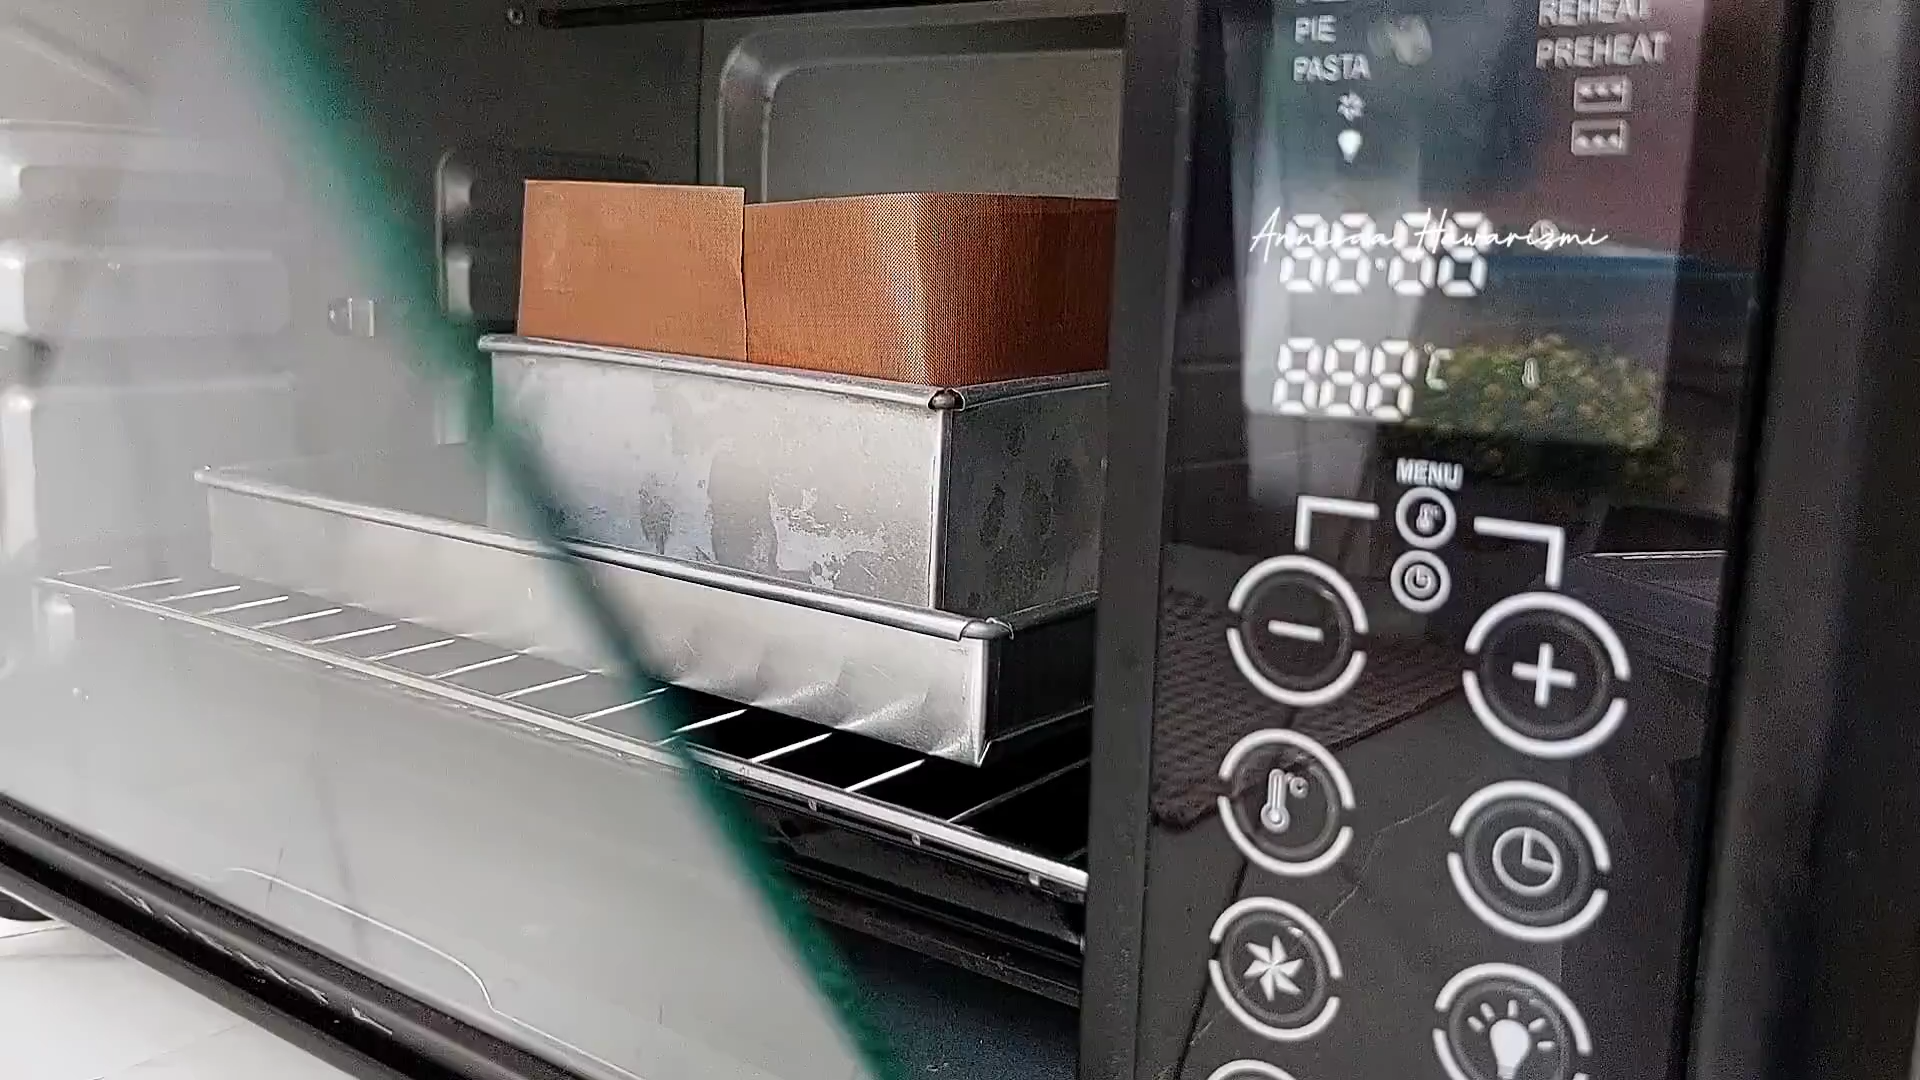 PIE
PASTA
REHEAT
PREHEAT
Annisaa Hawarizmi
88:88
888°C
MENU
°C